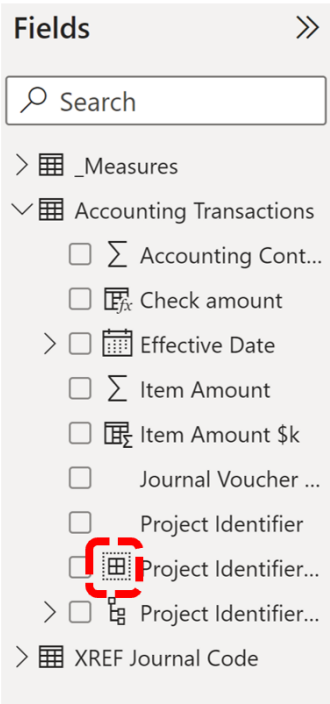 Fields
Search
_Measures
Accounting Transactions
∑ Accounting Cont...
fx Check amount
Effective Date
∑ Item Amount
∑ Item Amount $k
Journal Voucher ...
Project Identifier
Project Identifier...
Project Identifier...
XREF Journal Code